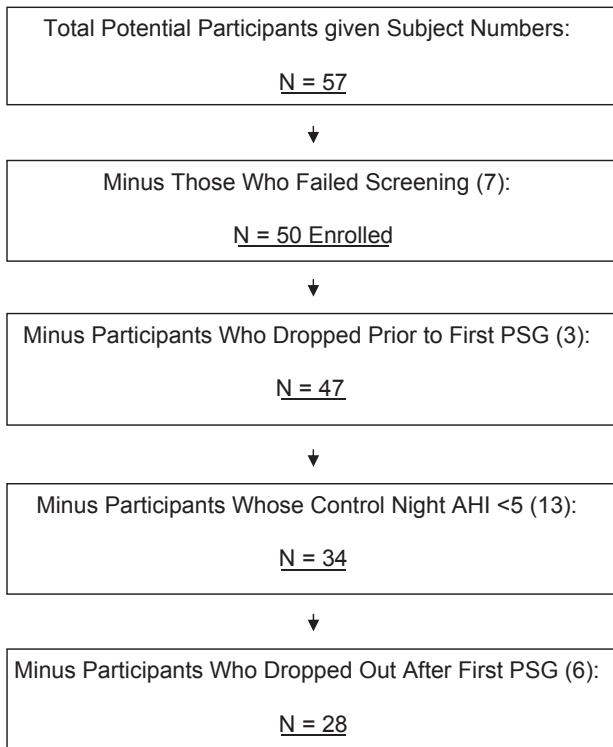 Total Potential Participants given Subject Numbers:
N = 57
Minus Those Who Failed Screening (7):
N = 50 Enrolled
Minus Participants Who Dropped Prior to First PSG (3):
N = 47
Minus Participants Whose Control Night AHI <5 (13):
N = 34
Minus Participants Who Dropped Out After First PSG (6):
N = 28